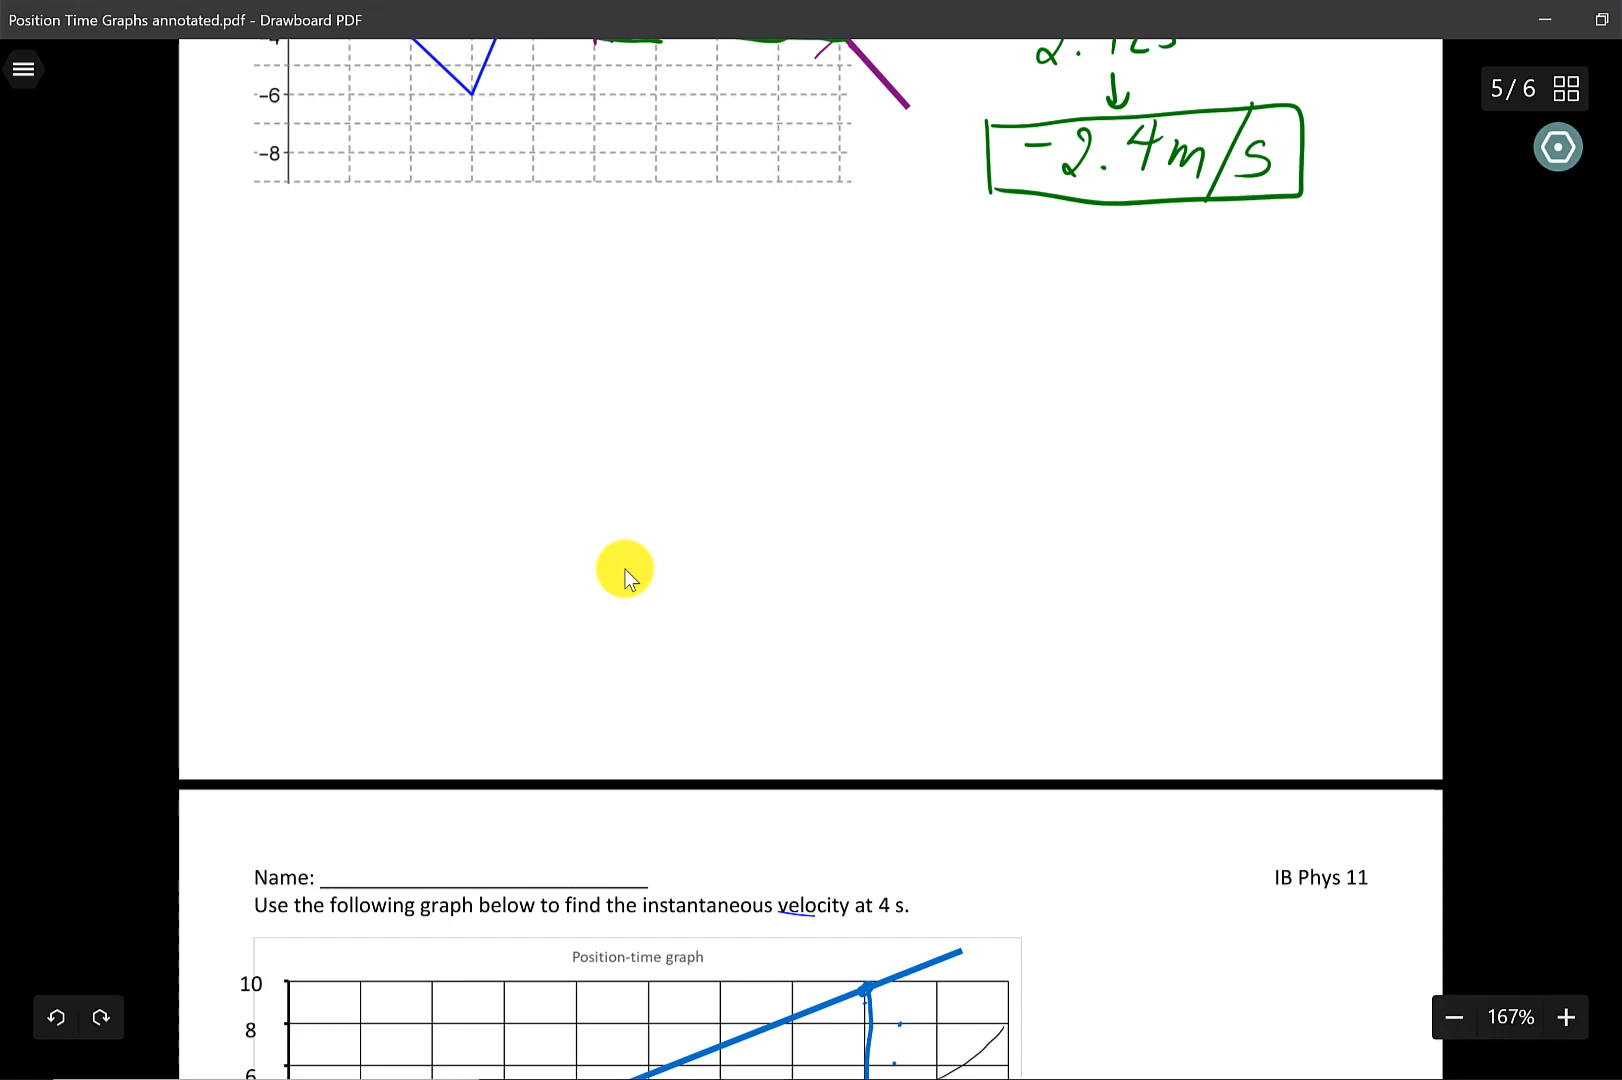 Position Time Graphs annotated.pdf - Drawboard PDF
5 / 6
-6
-8
-2.4m/s
Name:
IB Phys 11
Use the following graph below to find the instantaneous velocity at 4 s.
Position-time graph
10
8
6
167%